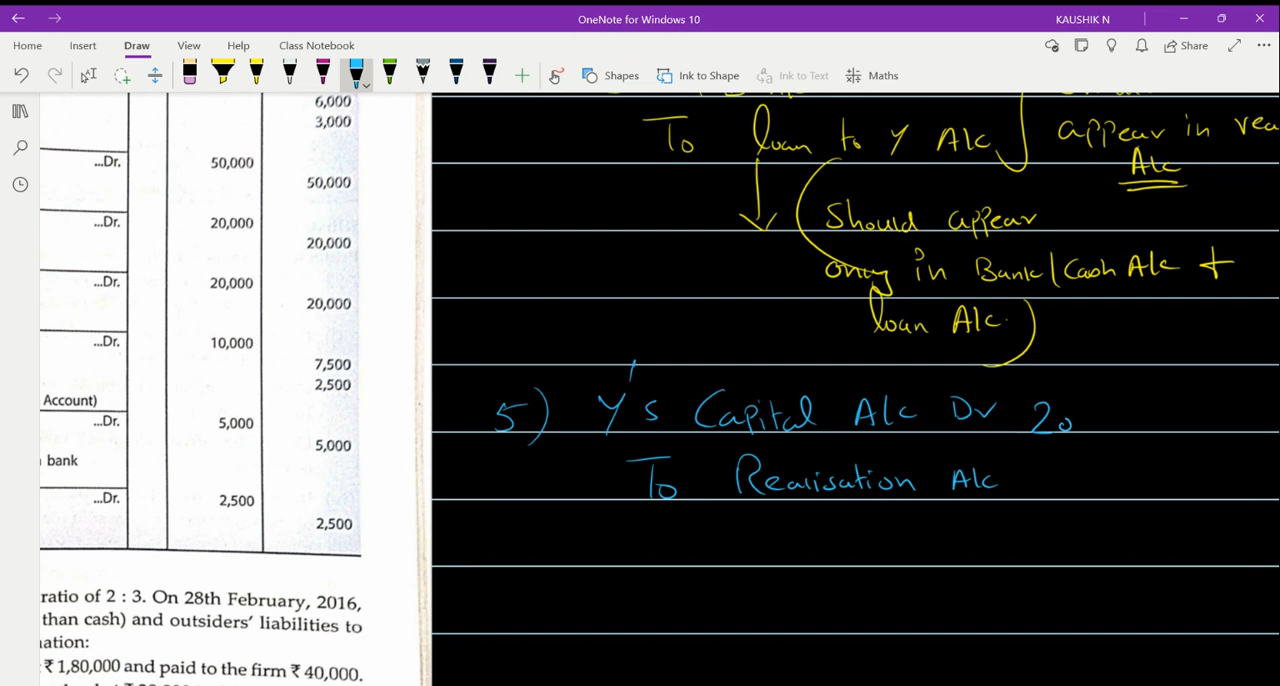 OneNote for Windows 10
KAUSHIK N
Home Insert Draw View Help Class Notebook
Share
Shapes Ink to Shape Ink to Text Maths
6,000
3,000
...Dr. 50,000
50,000
...Dr. 20,000
20,000
...Dr. 20,000
20,000
...Dr. 10,000
7,500
2,500
Account)
...Dr. 5,000
5,000
bank
...Dr. 2,500
2,500
ratio of 2 : 3. On 28th February, 2016,
than cash) and outsiders' liabilities to
ation:
₹ 1,80,000 and paid to the firm ₹ 40,000.
To loan to Y A/c
appear in rea
A/c
Should appear
only in Bank/Cash A/c +
loan A/c)
5) Y's Capital A/c Dr 20
To Realisation A/c